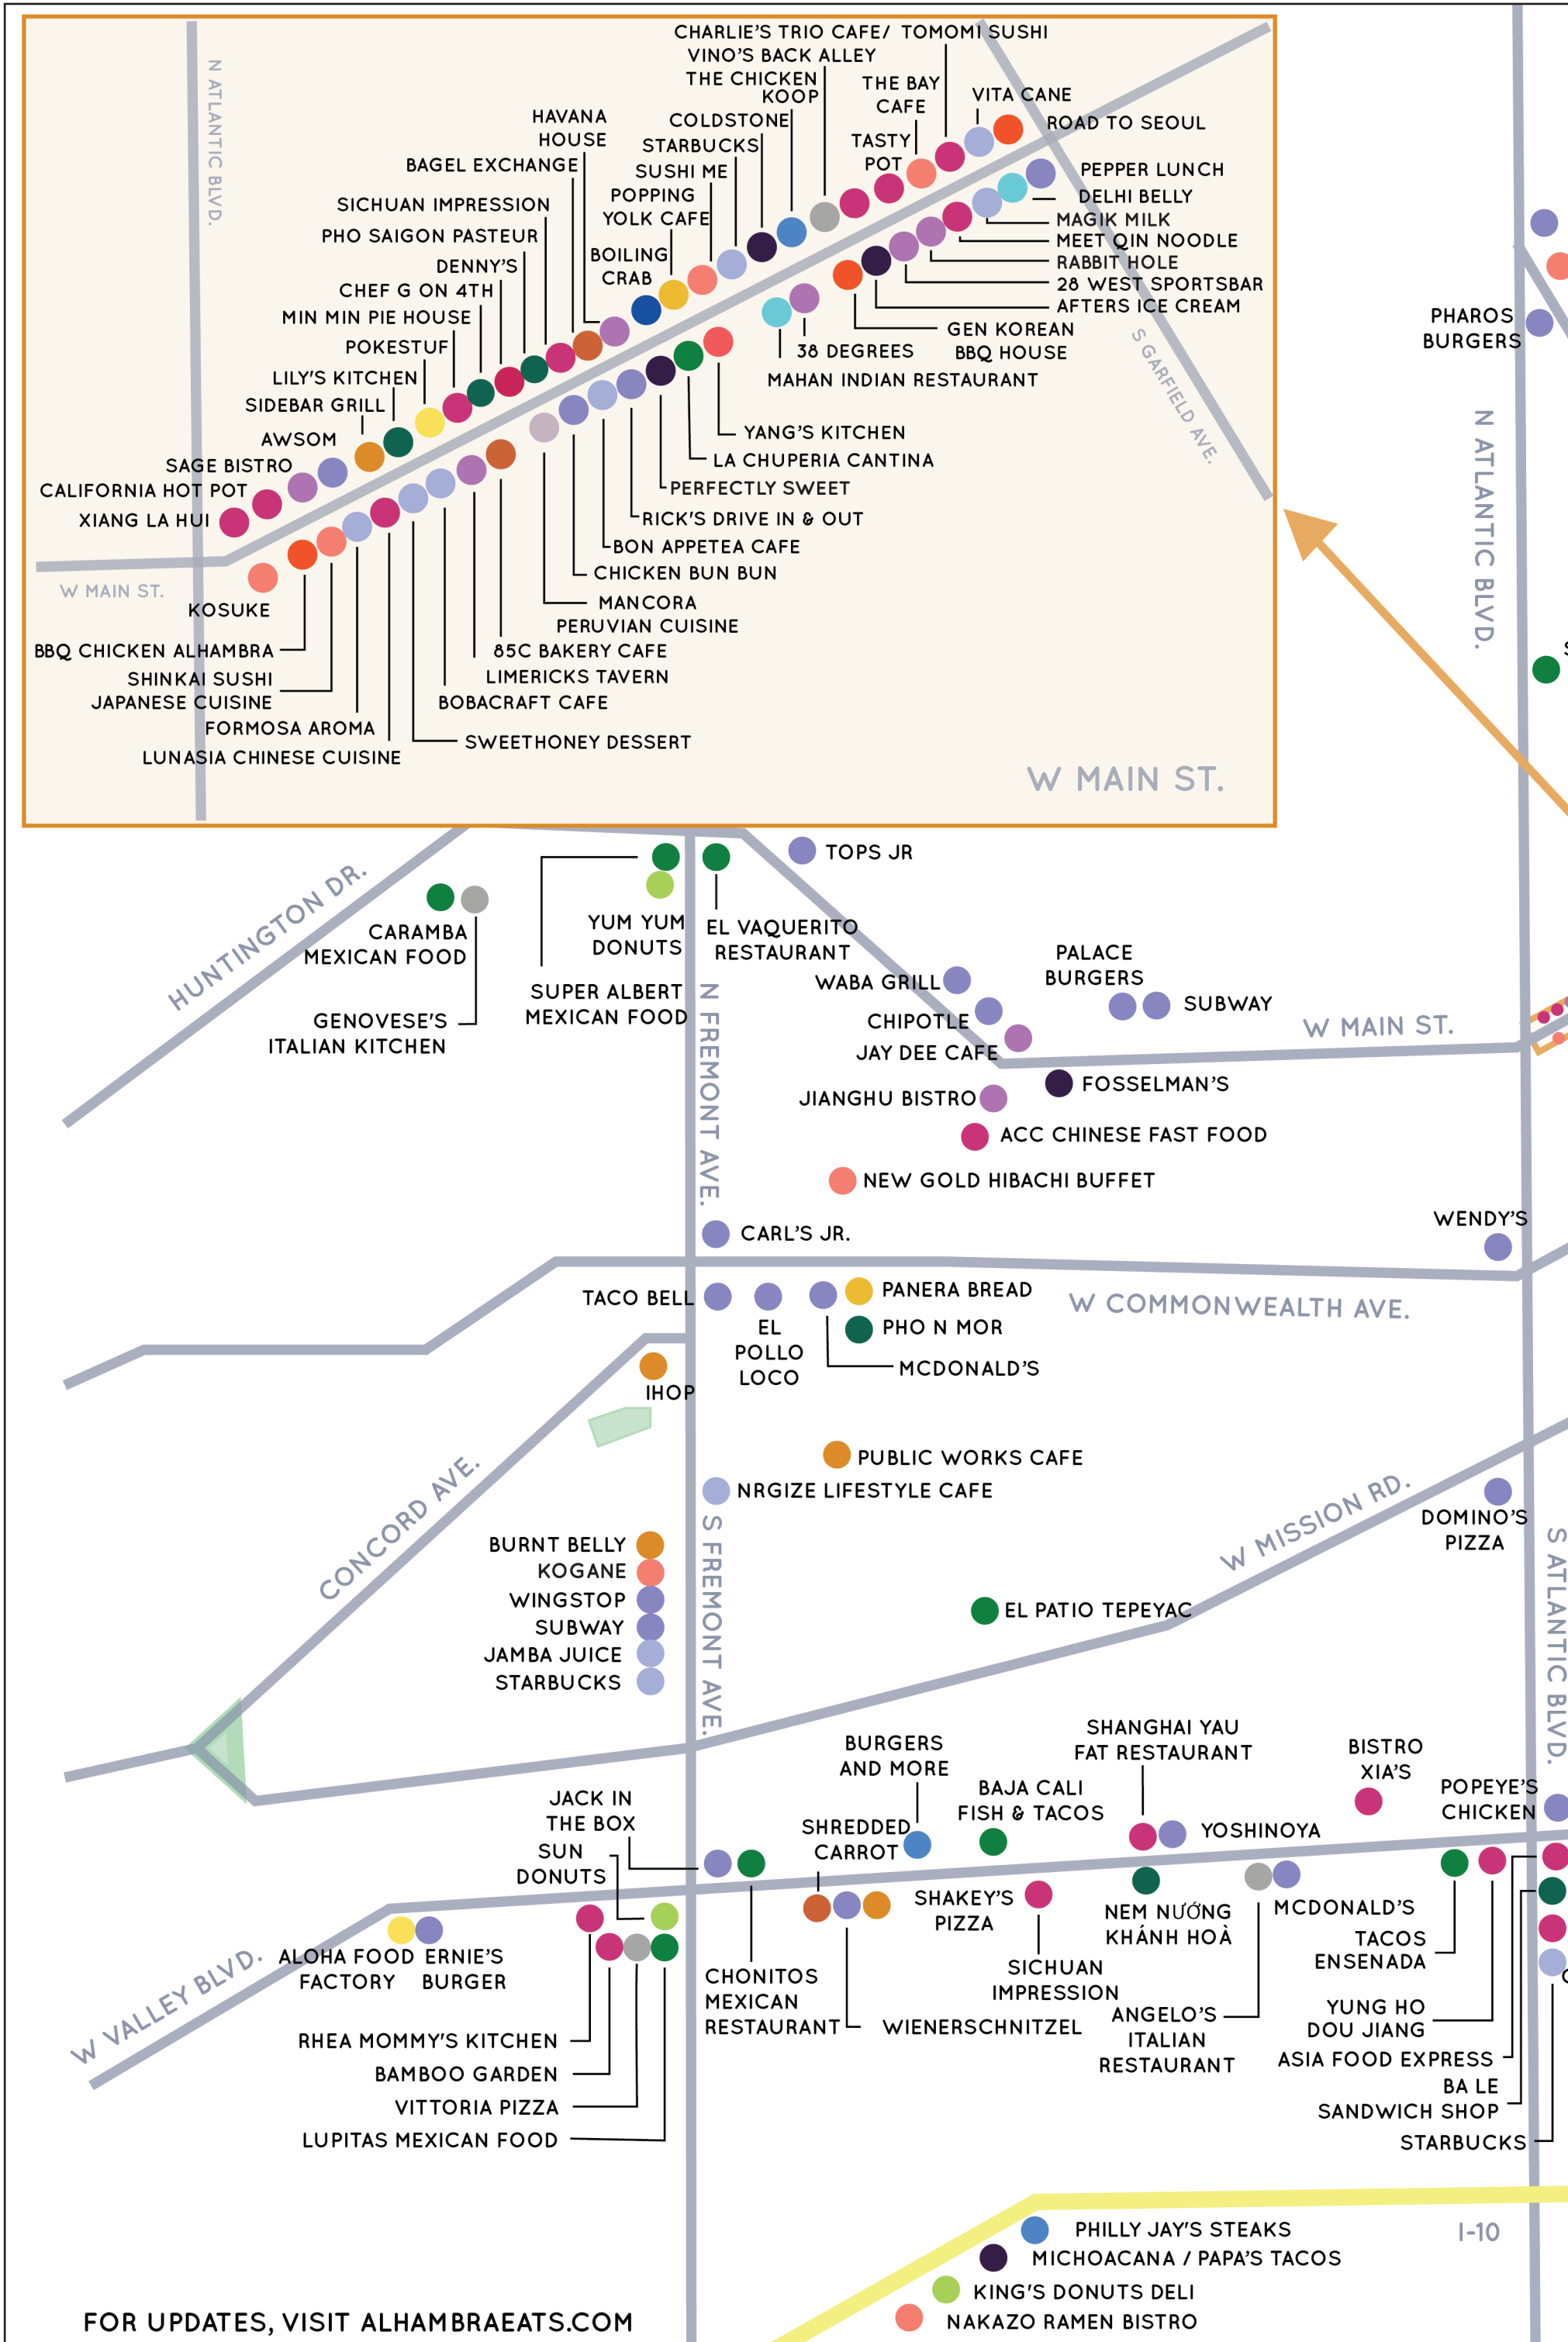 CHARLIE'S TRIO CAFE/ TOMOMI SUSHI
VINO'S BACK ALLEY
THE CHICKEN
KOOP
THE BAY
CAFE
VITA CANE
N ATLANTIC BLVD.
HAVANA
HOUSE
COLDSTONE
ROAD TO SEOUL
STARBUCKS
TASTY
POT
BAGEL EXCHANGE
SUSHI ME
PEPPER LUNCH
POPPING
YOLK CAFE
DELHI BELLY
SICHUAN IMPRESSION
MAGIK MILK
PHO SAIGON PASTEUR
MEET QIN NOODLE
BOILING
CRAB
RABBIT HOLE
DENNY'S
28 WEST SPORTSBAR
CHEF G ON 4TH
AFTERS ICE CREAM
MIN MIN PIE HOUSE
GEN KOREAN
BBQ HOUSE
POKESTUF
38 DEGREES
S GARFIELD AVE.
LILY'S KITCHEN
MAHAN INDIAN RESTAURANT
SIDEBAR GRILL
AWSOM
YANG'S KITCHEN
SAGE BISTRO
LA CHUPERIA CANTINA
CALIFORNIA HOT POT
PERFECTLY SWEET
XIANG LA HUI
RICK'S DRIVE IN & OUT
BON APPETEA CAFE
CHICKEN BUN BUN
W MAIN ST.
KOSUKE
MANCORA
PERUVIAN CUISINE
BBQ CHICKEN ALHAMBRA
85C BAKERY CAFE
SHINKAI SUSHI
JAPANESE CUISINE
LIMERICKS TAVERN
BOBACRAFT CAFE
FORMOSA AROMA
SWEETHONEY DESSERT
LUNASIA CHINESE CUISINE
W MAIN ST.
PHAROS
BURGERS
N ATLANTIC BLVD.
S
TOPS JR
HUNTINGTON DR.
CARAMBA
MEXICAN FOOD
YUM YUM
DONUTS
EL VAQUERITO
RESTAURANT
PALACE
BURGERS
WABA GRILL
SUBWAY
SUPER ALBERT
MEXICAN FOOD
GENOVESE'S
ITALIAN KITCHEN
CHIPOTLE
W MAIN ST.
JAY DEE CAFE
N FREMONT AVE.
FOSSELMAN'S
JIANGHU BISTRO
ACC CHINESE FAST FOOD
NEW GOLD HIBACHI BUFFET
WENDY'S
CARL'S JR.
TACO BELL
PANERA BREAD
W COMMONWEALTH AVE.
EL
POLLO
LOCO
PHO N MOR
MCDONALD'S
IHOP
PUBLIC WORKS CAFE
NRGIZE LIFESTYLE CAFE
CONCORD AVE.
W MISSION RD.
DOMINO'S
PIZZA
BURNT BELLY
KOGANE
WINGSTOP
SUBWAY
JAMBA JUICE
STARBUCKS
S FREMONT AVE.
EL PATIO TEPEYAC
S ATLANTIC BLVD.
SHANGHAI YAU
FAT RESTAURANT
BURGERS
AND MORE
BISTRO
XIA'S
JACK IN
THE BOX
BAJA CALI
FISH & TACOS
POPEYE'S
CHICKEN
SHREDDED
CARROT
YOSHINOYA
SUN
DONUTS
SHAKEY'S
PIZZA
NEM NƯỚNG
KHÁNH HOÀ
MCDONALD'S
ALOHA FOOD
FACTORY
ERNIE'S
BURGER
TACOS
ENSENADA
C
W VALLEY BLVD.
CHONITOS
MEXICAN
RESTAURANT
SICHUAN
IMPRESSION
WIENERSCHNITZEL
ANGELO'S
ITALIAN
RESTAURANT
YUNG HO
DOU JIANG
RHEA MOMMY'S KITCHEN
ASIA FOOD EXPRESS
BAMBOO GARDEN
BA LE
SANDWICH SHOP
VITTORIA PIZZA
LUPITAS MEXICAN FOOD
STARBUCKS
PHILLY JAY'S STEAKS
I-10
MICHOACANA / PAPA'S TACOS
KING'S DONUTS DELI
NAKAZO RAMEN BISTRO
FOR UPDATES, VISIT ALHAMBRAEATS.COM